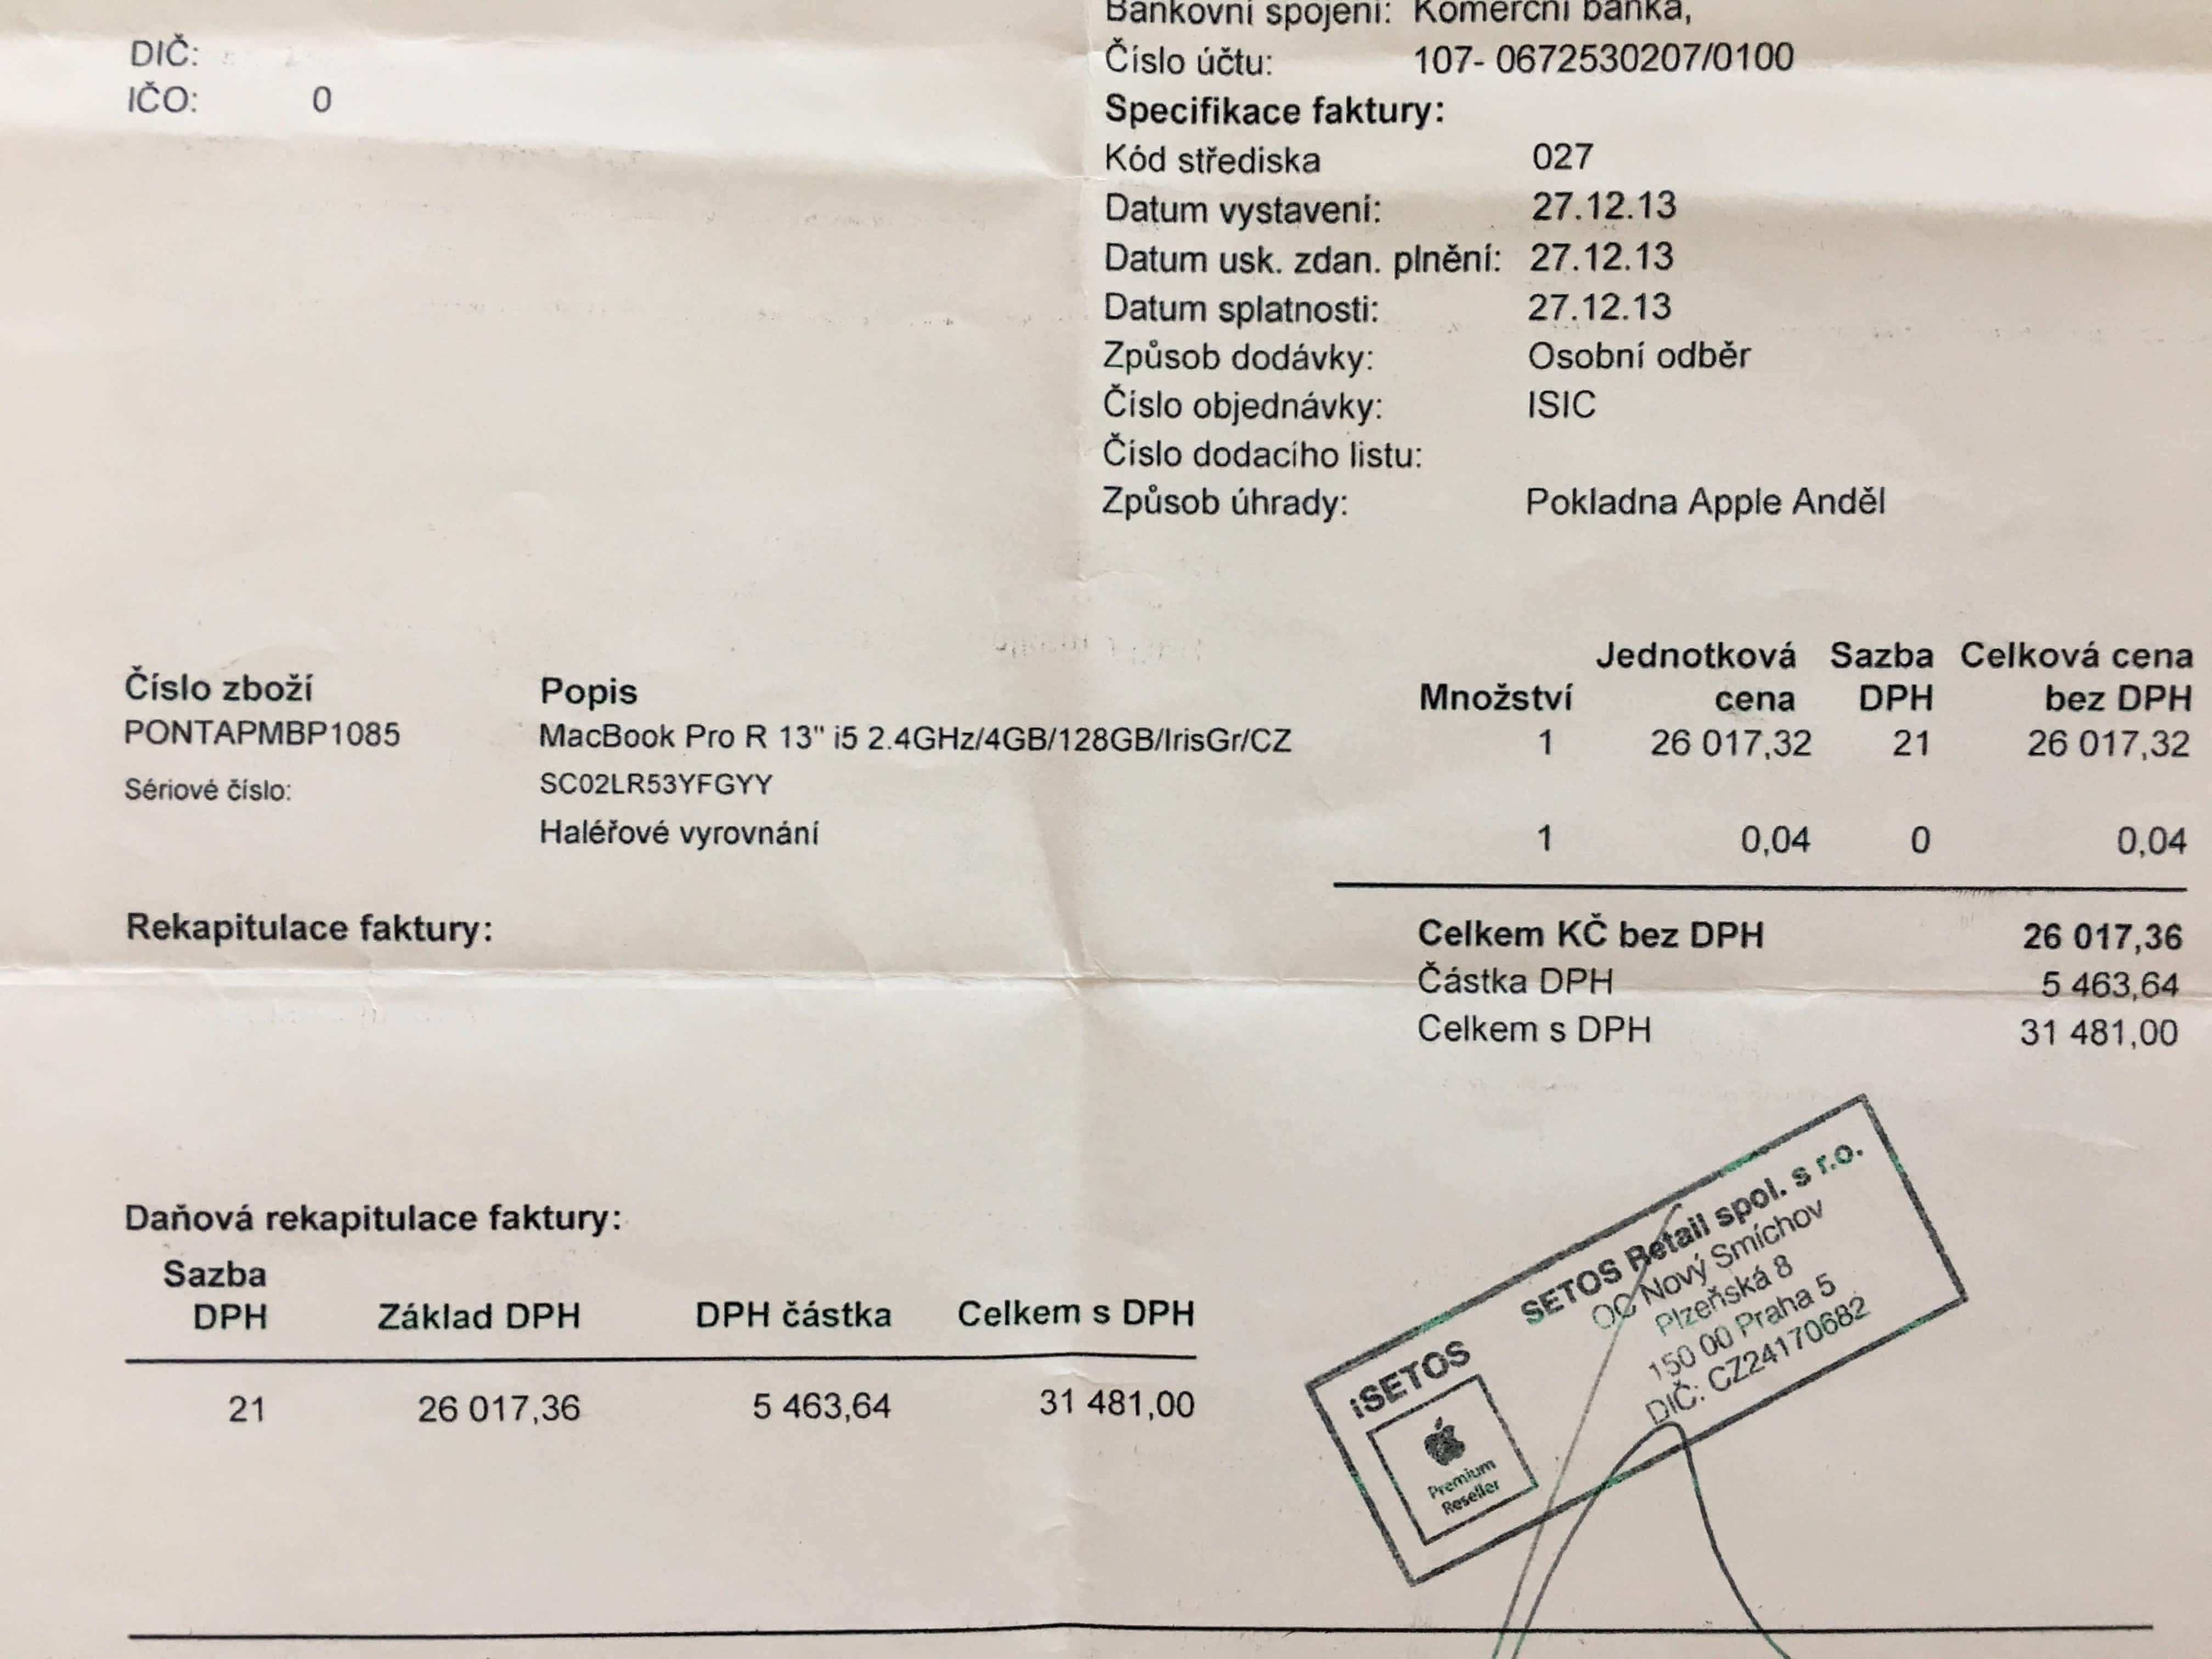 DIČ:
IČO: 0
Bankovní spojení: Komerční banka,
Číslo účtu: 107- 0672530207/0100
Specifikace faktury:
Kód střediska 027
Datum vystavení: 27.12.13
Datum usk. zdan. plnění: 27.12.13
Datum splatnosti: 27.12.13
Způsob dodávky: Osobní odběr
Číslo objednávky: ISIC
Číslo dodacího listu:
Způsob úhrady: Pokladna Apple Anděl
Jednotková Sazba Celková cena
Číslo zboží Popis Množství cena DPH bez DPH
PONTAPMBP1085 MacBook Pro R 13" i5 2.4GHz/4GB/128GB/IrisGr/CZ 1 26 017,32 21 26 017,32
Sériové číslo: SC02LR53YFGYY
Haléřové vyrovnání 1 0,04 0 0,04
Rekapitulace faktury: Celkem KČ bez DPH 26 017,36
Částka DPH 5 463,64
Celkem s DPH 31 481,00
Daňová rekapitulace faktury:
Sazba
DPH Základ DPH DPH částka Celkem s DPH
21 26 017,36 5 463,64 31 481,00
iSETOS
Premium
Reseller
SETOS Retail spol. s r.o.
OC Nový Smíchov
Plzeňská 8
150 00 Praha 5
DIČ: CZ24170682